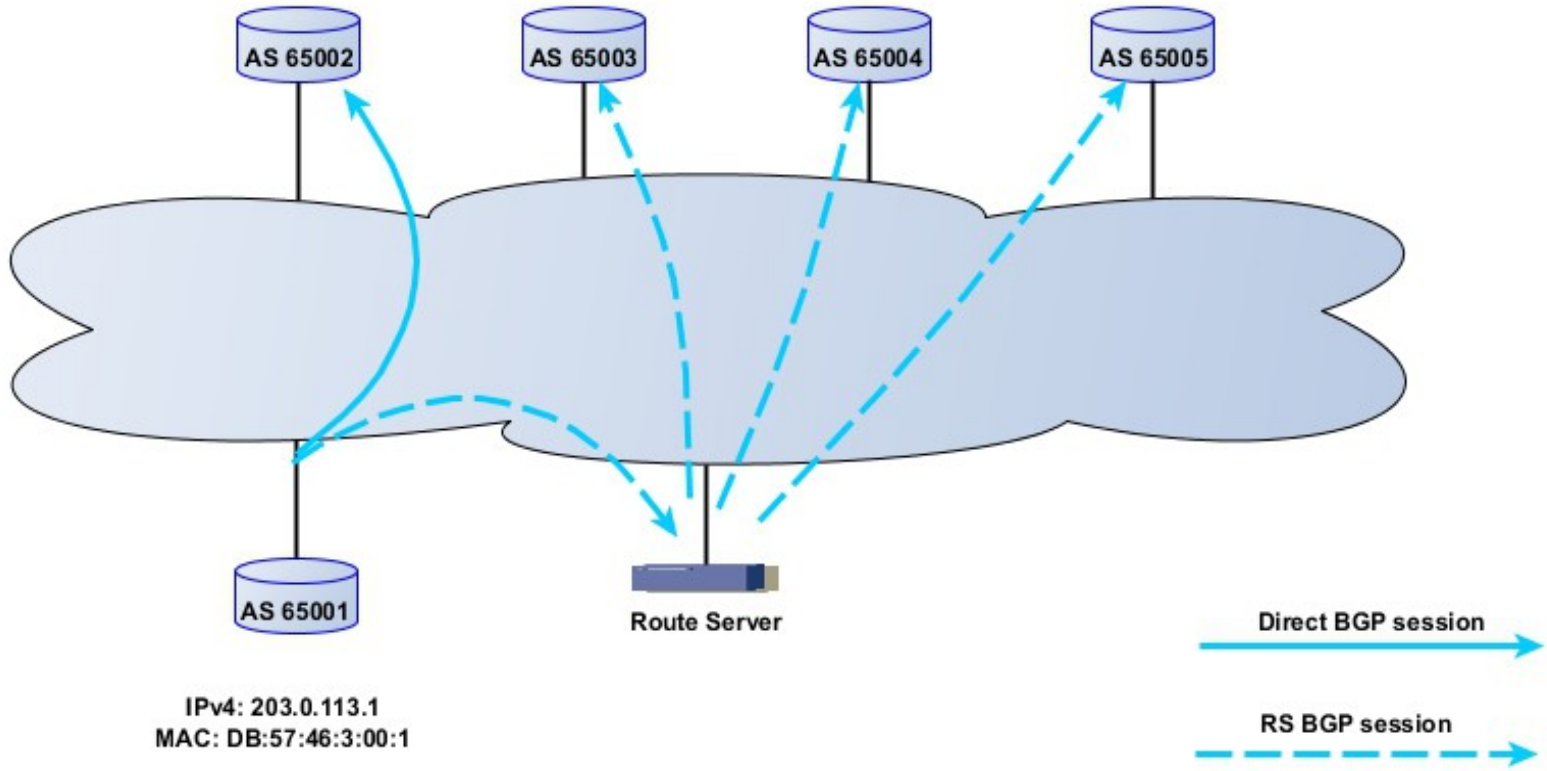 AS 65002
AS 65003
AS 65004
AS 65005
AS 65001
Route Server
Direct BGP session
IPv4: 203.0.113.1
MAC: DB:57:46:3:00:1
RS BGP session